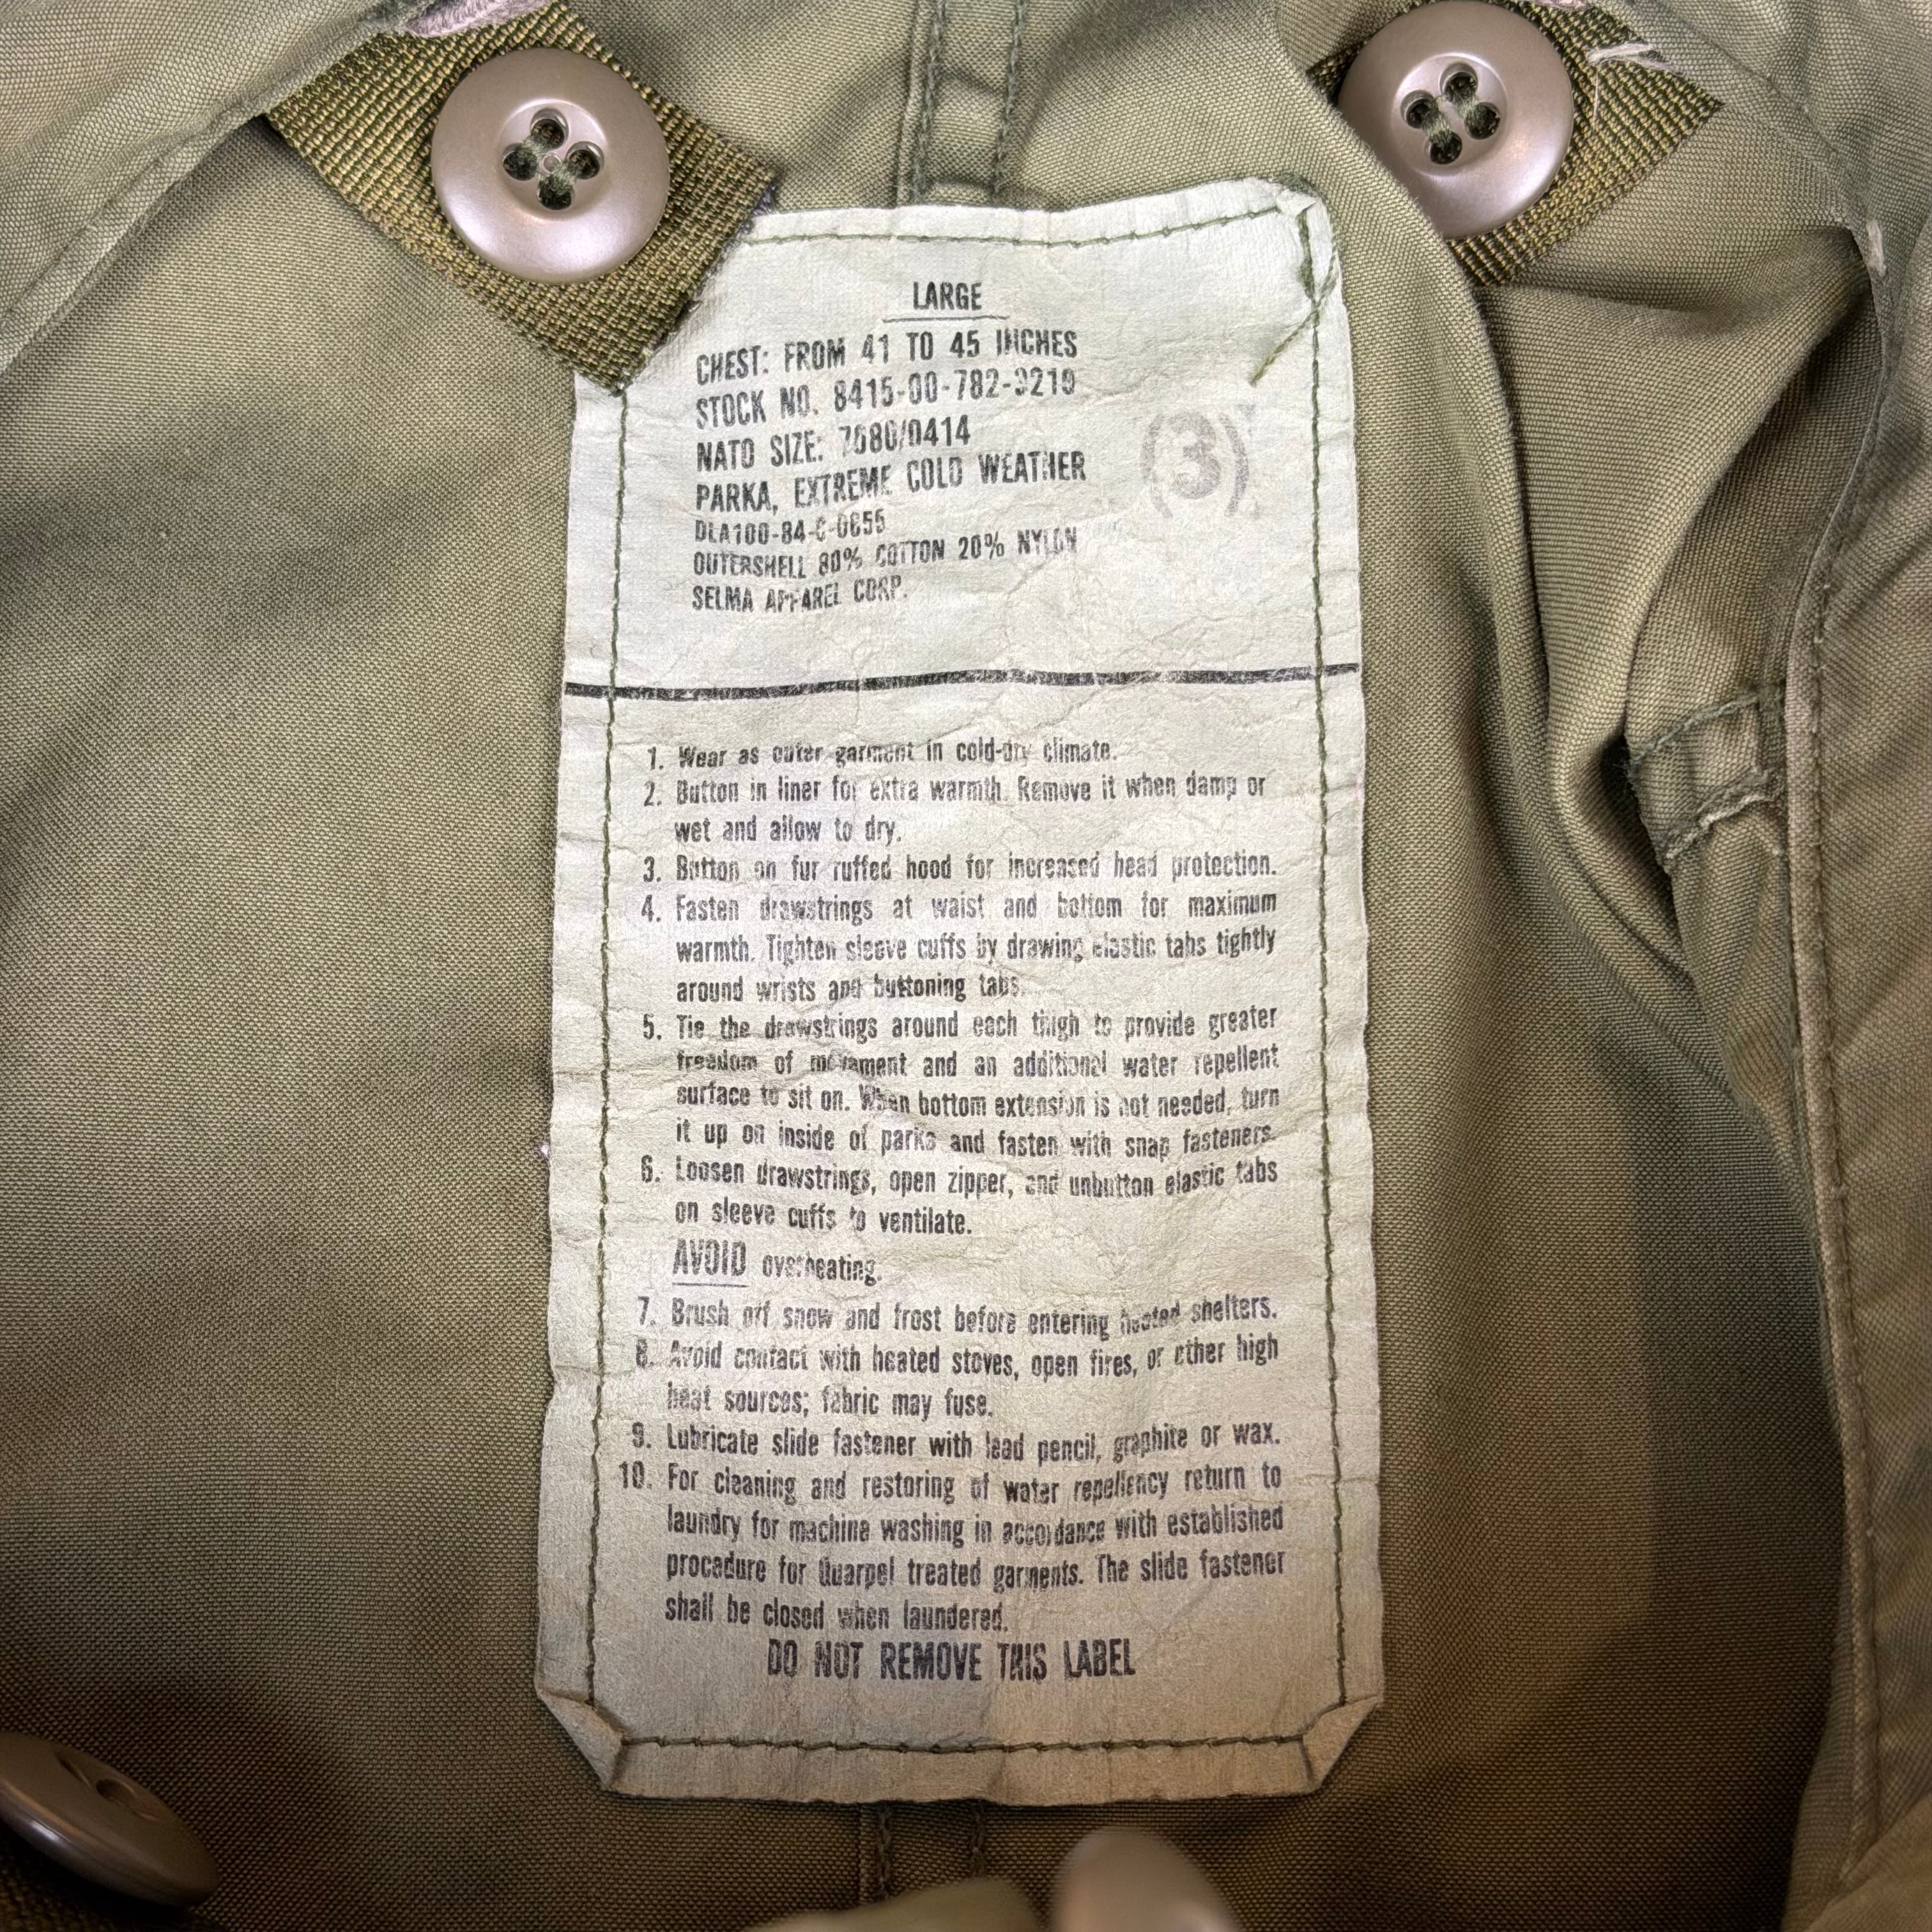 LARGE
CHEST: FROM 41 TO 45 INCHES
STOCK NO. 8415-00-782-3219
NATO SIZE: 7080/0414
(3)
PARKA, EXTREME COLD WEATHER
DLA100-84-C-0655
OUTERSHELL 80% COTTON 20% NYLON
SELMA APPAREL CORP.
1. Wear as outer garment in cold-dry climate.
2. Button in liner for extra warmth. Remove it when damp or
wet and allow to dry.
3. Button on fur ruffed hood for increased head protection.
4. Fasten drawstrings at waist and bottom for maximum
warmth. Tighten sleeve cuffs by drawing elastic tabs tightly
around wrists and buttoning tabs.
5. Tie the drawstrings around each thigh to provide greater
freedom of movement and an additional water repellent
surface to sit on. When bottom extension is not needed, turn
it up on inside of parka and fasten with snap fasteners.
6. Loosen drawstrings, open zipper, and unbutton elastic tabs
on sleeve cuffs to ventilate.
AVOID overheating.
7. Brush off snow and frost before entering heated shelters.
8. Avoid contact with heated stoves, open fires, or other high
heat sources; fabric may fuse.
9. Lubricate slide fastener with lead pencil, graphite or wax.
10. For cleaning and restoring of water repellency return to
laundry for machine washing in accordance with established
procedure for Quarpel treated garments. The slide fastener
shall be closed when laundered.
DO NOT REMOVE THIS LABEL